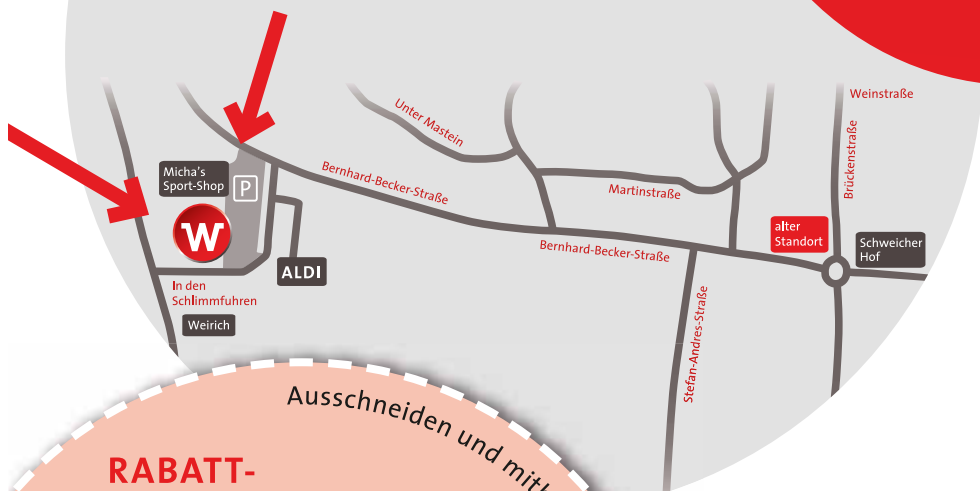 Weinstraße
Brückenstraße
Unter Mastein
Micha's
Sport-Shop
P
Bernhard-Becker-Straße
Martinstraße
W
alter
Standort
Schweicher
Hof
Bernhard-Becker-Straße
ALDI
In den
Schlimmfuhren
Weirich
Stefan-Andres-Straße
Ausschneiden und
RABATT-